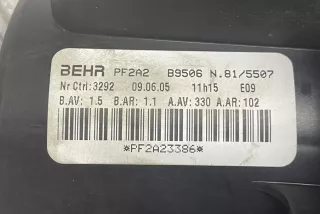 BEHR PF2A2 B9506 N.81/5507
Nr Ctrl:3292 09.06.05 11h15 E09
B.AV: 1.5 B.AR: 1.1 A.AV:330 A.AR:102
*PF2A23386*